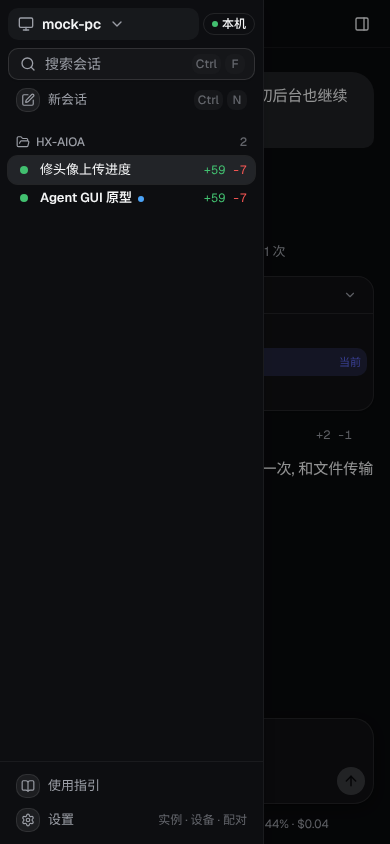 mock-pc 本机
搜索会话 Ctrl F
新会话 Ctrl N
HX-AIOA 2
修头像上传进度 +59 -7
Agent GUI 原型 +59 -7
使用指引
设置 实例·设备·配对
后台也继续
1 次
当前
+2 -1
一次, 和文件传输
44% · $0.04